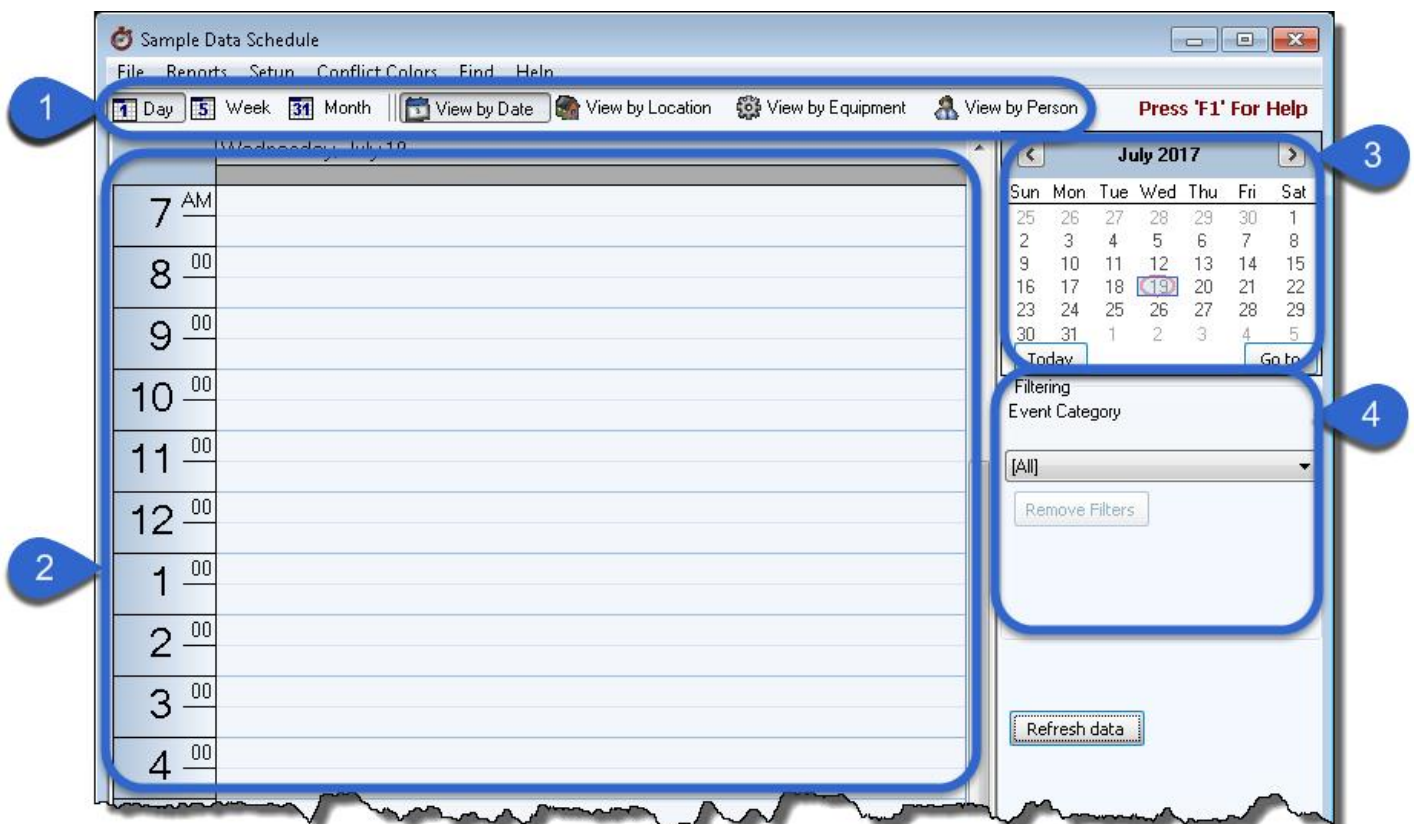 Sample Data Schedule
File Reports Setup Conflict Colors Find Help
1 1 Day 5 Week 31 Month View by Date View by Location View by Equipment View by Person Press 'F1' For Help
Wednesday, July 19
July 2017
3
Sun Mon Tue Wed Thu Fri Sat
25 26 27 28 29 30 1
2 3 4 5 6 7 8
9 10 11 12 13 14 15
16 17 18 19 20 21 22
23 24 25 26 27 28 29
30 31 1 2 3 4 5
Today Go to
Filtering
Event Category
4
[All]
Remove Filters
Refresh data
2
7 AM
8 00
9 00
10 00
11 00
12 00
1 00
2 00
3 00
4 00